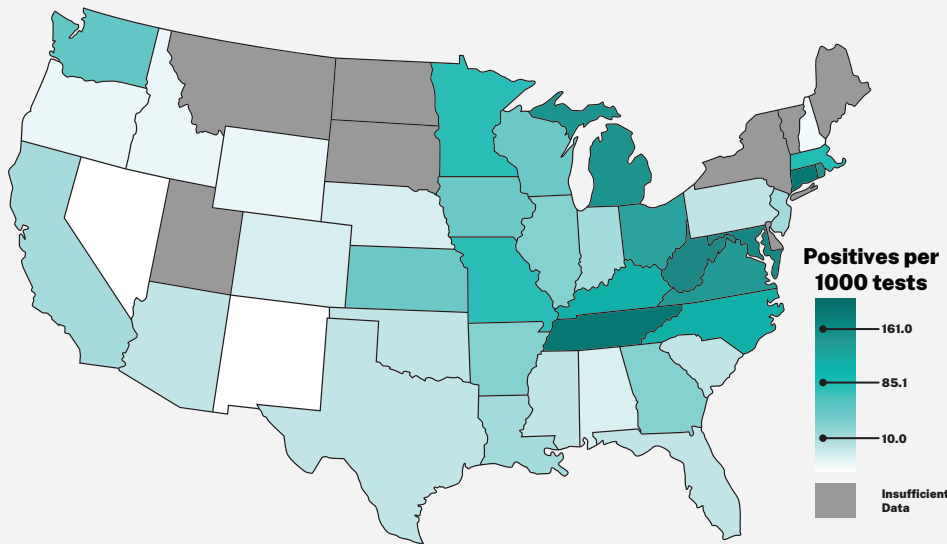 Positives per
1000 tests
161.0
85.1
10.0
Insufficient
Data